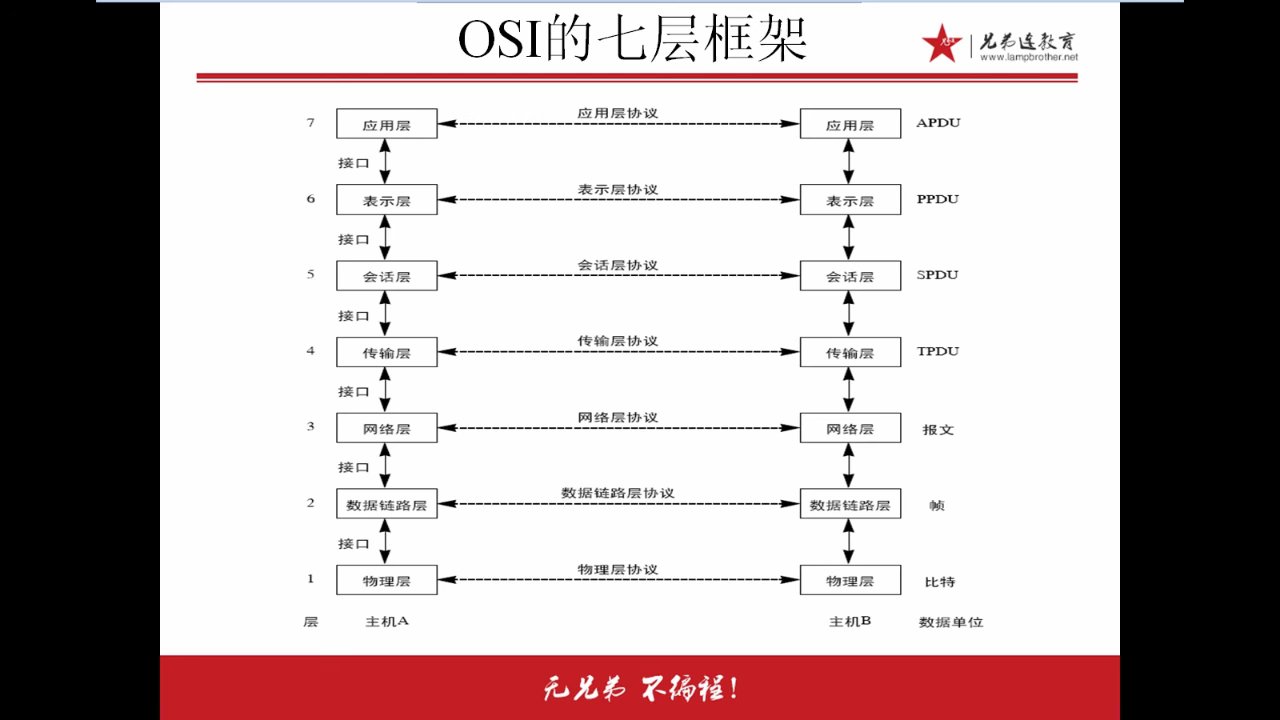 OSI的七层框架
兄弟连教育
www.lampbrother.net
应用层协议
7 应用层 应用层 APDU
接口
表示层协议
6 表示层 表示层 PPDU
接口
会话层协议
5 会话层 会话层 SPDU
接口
传输层协议
4 传输层 传输层 TPDU
接口
网络层协议
3 网络层 网络层 报文
接口
数据链路层协议
2 数据链路层 数据链路层 帧
接口
物理层协议
1 物理层 物理层 比特
层 主机A 主机B 数据单位
无兄弟 不编程!